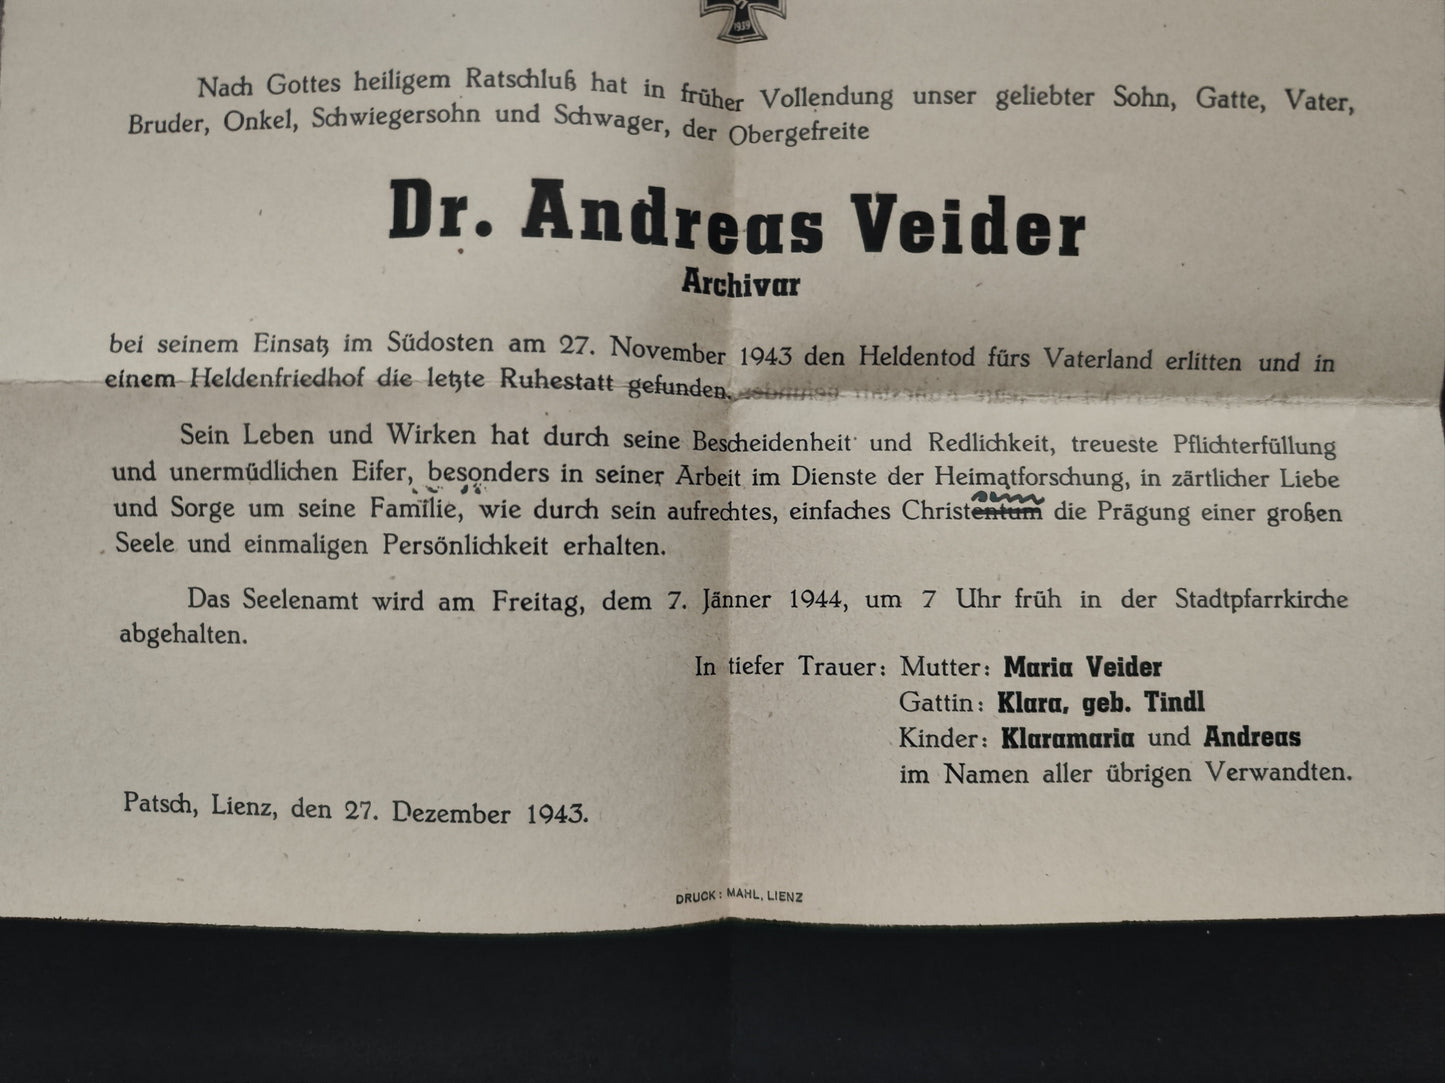 1939
Nach Gottes heiligem Ratschluß hat in früher Vollendung unser geliebter Sohn, Gatte, Vater,
Bruder, Onkel, Schwiegersohn und Schwager, der Obergefreite
Dr. Andreas Veider
Archivar
bei seinem Einsatz im Südosten am 27. November 1943 den Heldentod fürs Vaterland erlitten und in
einem Heldenfriedhof die letzte Ruhestatt gefunden.
Sein Leben und Wirken hat durch seine Bescheidenheit und Redlichkeit, treueste Pflichterfüllung
und unermüdlichen Eifer, besonders in seiner Arbeit im Dienste der Heimatforschung, in zärtlicher Liebe
und Sorge um seine Familie, wie durch sein aufrechtes, einfaches Christentum die Prägung einer großen
Seele und einmaligen Persönlichkeit erhalten.
Das Seelenamt wird am Freitag, dem 7. Jänner 1944, um 7 Uhr früh in der Stadtpfarrkirche
abgehalten.
In tiefer Trauer: Mutter: Maria Veider
Gattin: Klara, geb. Tindl
Kinder: Klaramaria und Andreas
im Namen aller übrigen Verwandten.
Patsch, Lienz, den 27. Dezember 1943.
DRUCK: MAHL, LIENZ